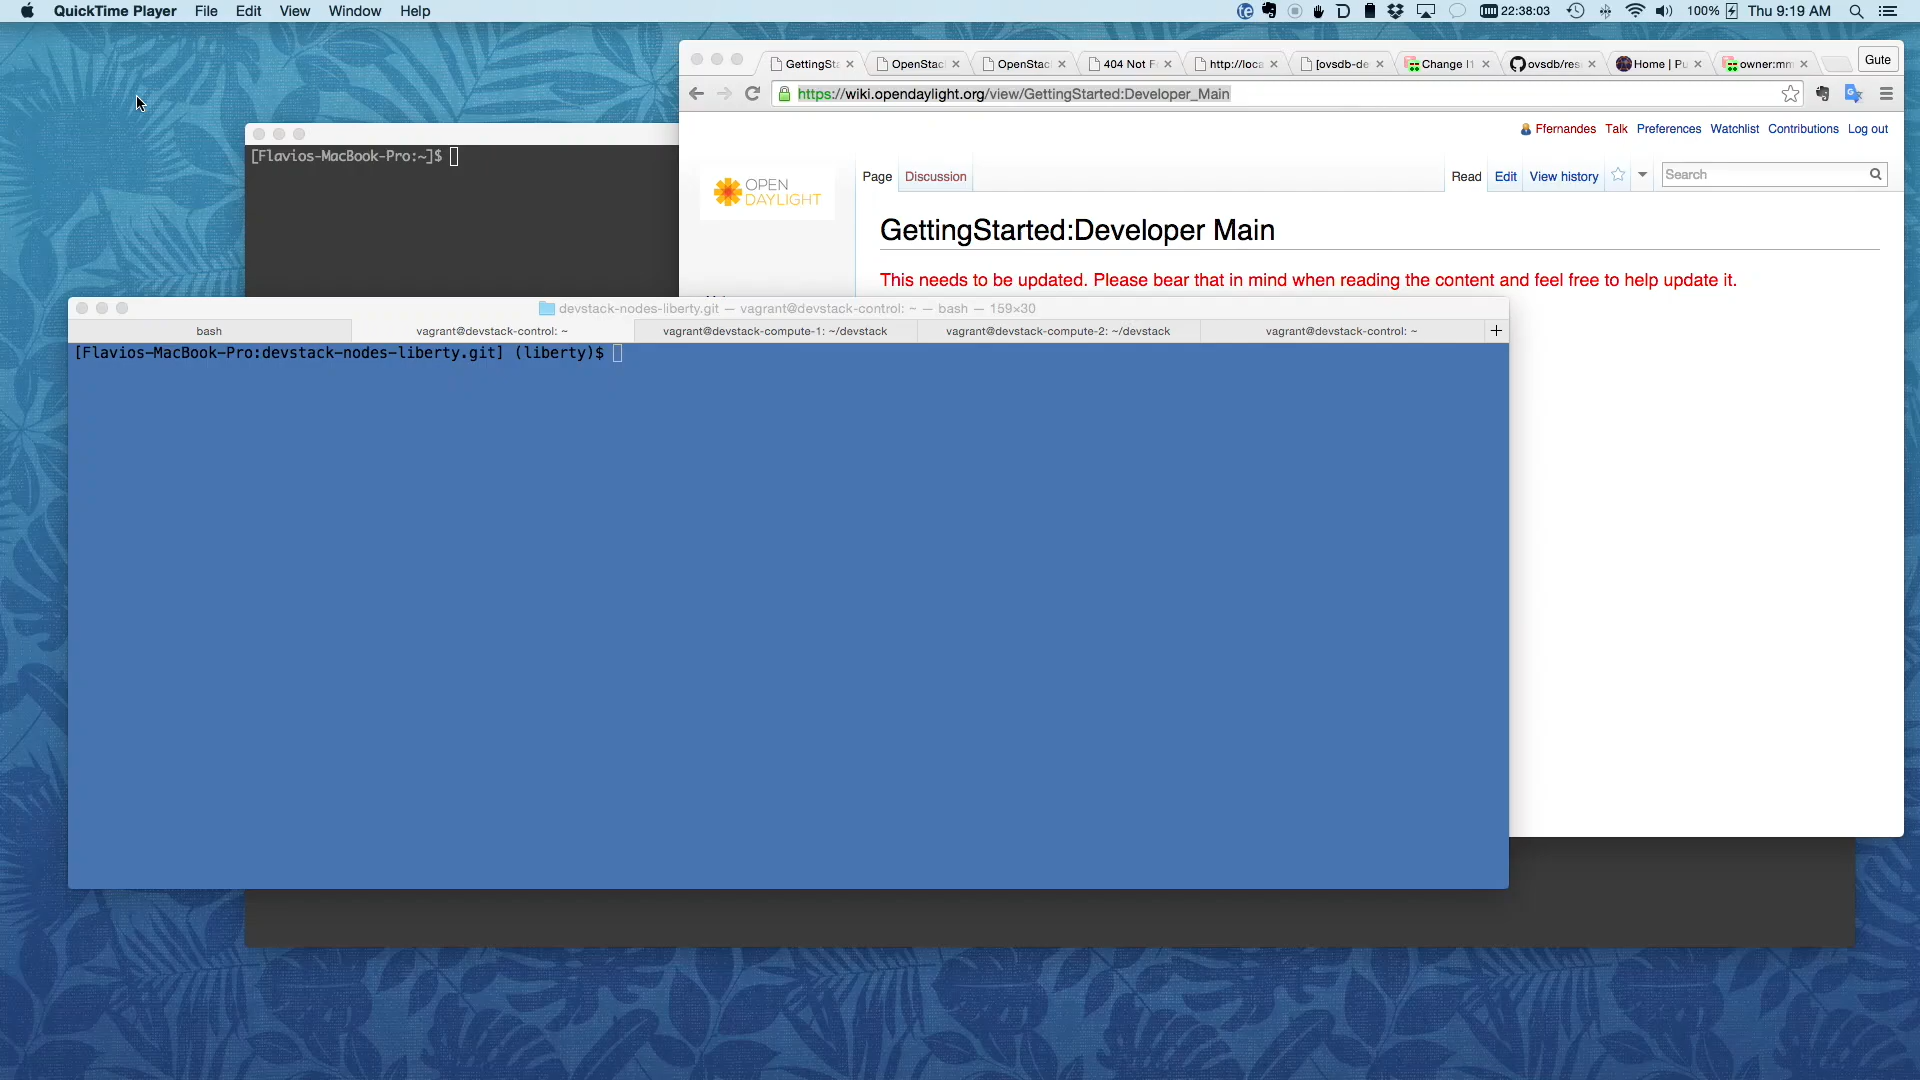 QuickTime Player File Edit View Window Help 22:38:03 100% Thu 9:19 AM
GettingSta OpenStac OpenStac 404 Not F http://loca [ovsdb-de Change I1 ovsdb/res Home | Pu owner:mm Gute
https://wiki.opendaylight.org/view/GettingStarted:Developer_Main
Ffernandes Talk Preferences Watchlist Contributions Log out
[Flavios-MacBook-Pro:~]$
Page Discussion Read Edit View history Search
OPEN
DAYLIGHT
GettingStarted:Developer Main
This needs to be updated. Please bear that in mind when reading the content and feel free to help update it.
devstack-nodes-liberty.git — vagrant@devstack-control: ~ — bash — 159×30
bash vagrant@devstack-control: ~ vagrant@devstack-compute-1: ~/devstack vagrant@devstack-compute-2: ~/devstack vagrant@devstack-control: ~
[Flavios-MacBook-Pro:devstack-nodes-liberty.git] (liberty)$